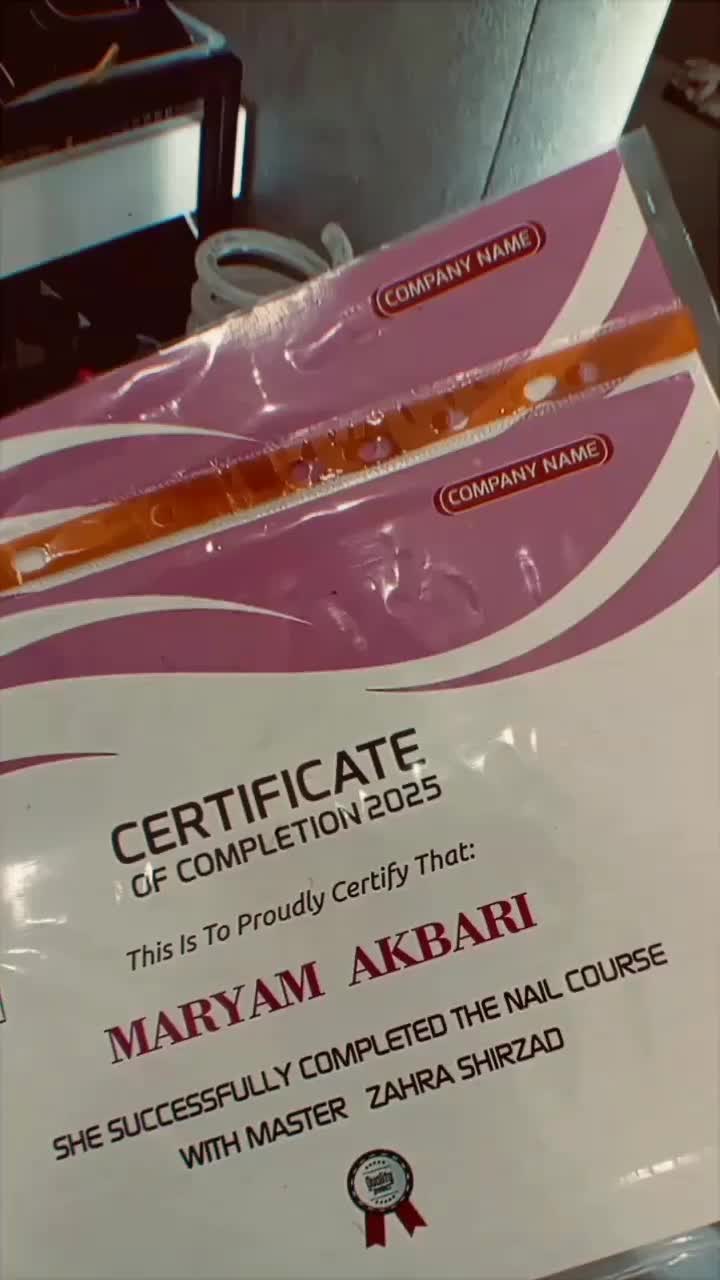 COMPANY NAME
COMPANY NAME
CERTIFICATE
OF COMPLETION 2025
This Is To Proudly Certify That:
MARYAM AKBARI
SHE SUCCESSFULLY COMPLETED THE NAIL COURSE
WITH MASTER ZAHRA SHIRZAD
Quality